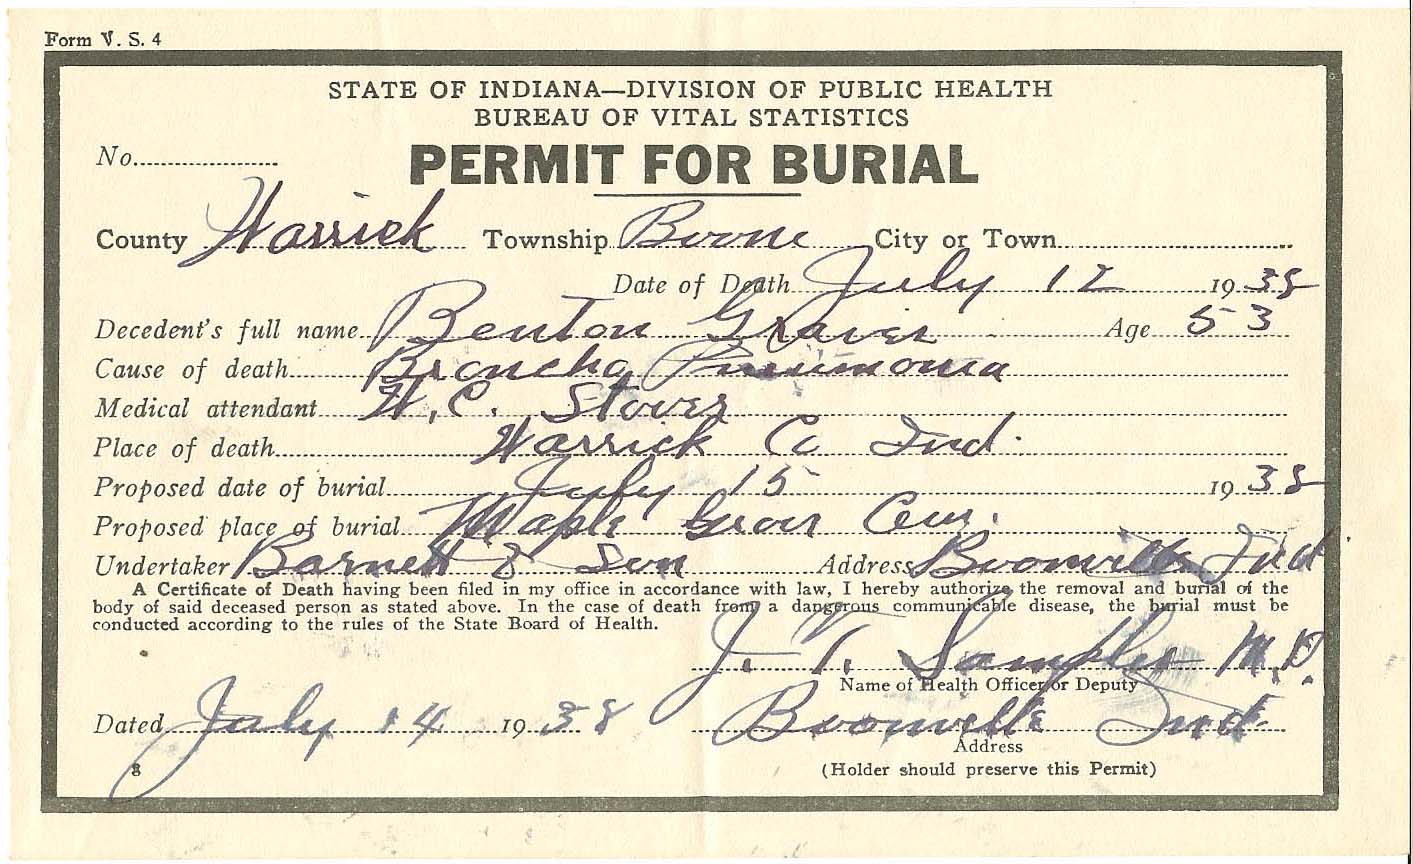 Form V. S. 4
STATE OF INDIANA—DIVISION OF PUBLIC HEALTH
BUREAU OF VITAL STATISTICS
No.
PERMIT FOR BURIAL
County Warrick Township Boone City or Town
Date of Death July 12 1938
Decedent's full name Benton Graves Age 53
Cause of death Broncho Pneumonia
Medical attendant W. C. Stover
Place of death Warrick Co Ind.
Proposed date of burial July 15 1938
Proposed place of burial Maple Grove Cem.
Undertaker Barnett & Son Address Boonville Ind
A Certificate of Death having been filed in my office in accordance with law, I hereby authorize the removal and burial of the
body of said deceased person as stated above. In the case of death from a dangerous communicable disease, the burial must be
conducted according to the rules of the State Board of Health.
J. T. Samples M.D.
Name of Health Officer or Deputy
Dated July 14 1938 Boonville Ind.
Address
8 (Holder should preserve this Permit)